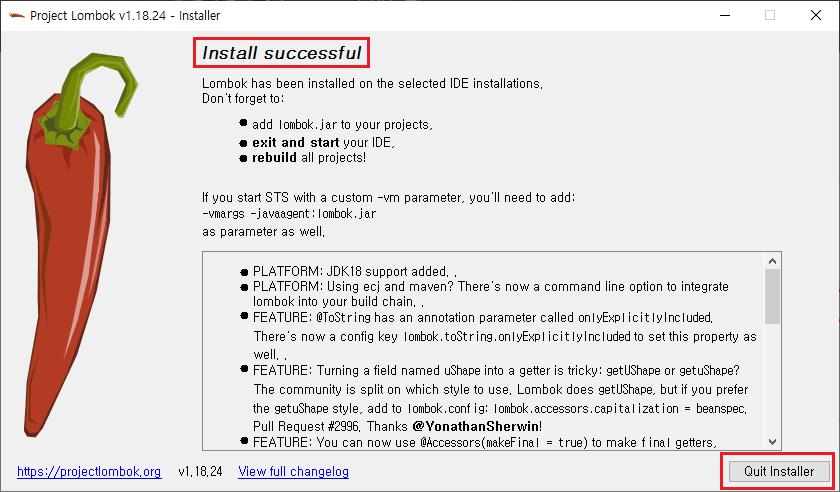 Project Lombok v1.18.24 - Installer
Install successful
Lombok has been installed on the selected IDE installations.
Don't forget to:
● add lombok.jar to your projects,
● exit and start your IDE,
● rebuild all projects!
If you start STS with a custom -vm parameter, you'll need to add:
-vmargs -javaagent:lombok.jar
as parameter as well.
● PLATFORM: JDK18 support added. .
● PLATFORM: Using ecj and maven? There's now a command line option to integrate
lombok into your build chain. .
● FEATURE: @ToString has an annotation parameter called onlyExplicitlyIncluded.
There's now a config key lombok.toString.onlyExplicitlyIncluded to set this property as
well. .
● FEATURE: Turning a field named uShape into a getter is tricky: getUShape or getuShape?
The community is split on which style to use. Lombok does getUShape, but if you prefer
the getuShape style, add to lombok.config: lombok.accessors.capitalization = beanspec.
Pull Request #2996. Thanks @YonathanSherwin!
● FEATURE: You can now use @Accessors(makeFinal = true) to make final getters,
https://projectlombok.org v1.18.24 View full changelog Quit Installer